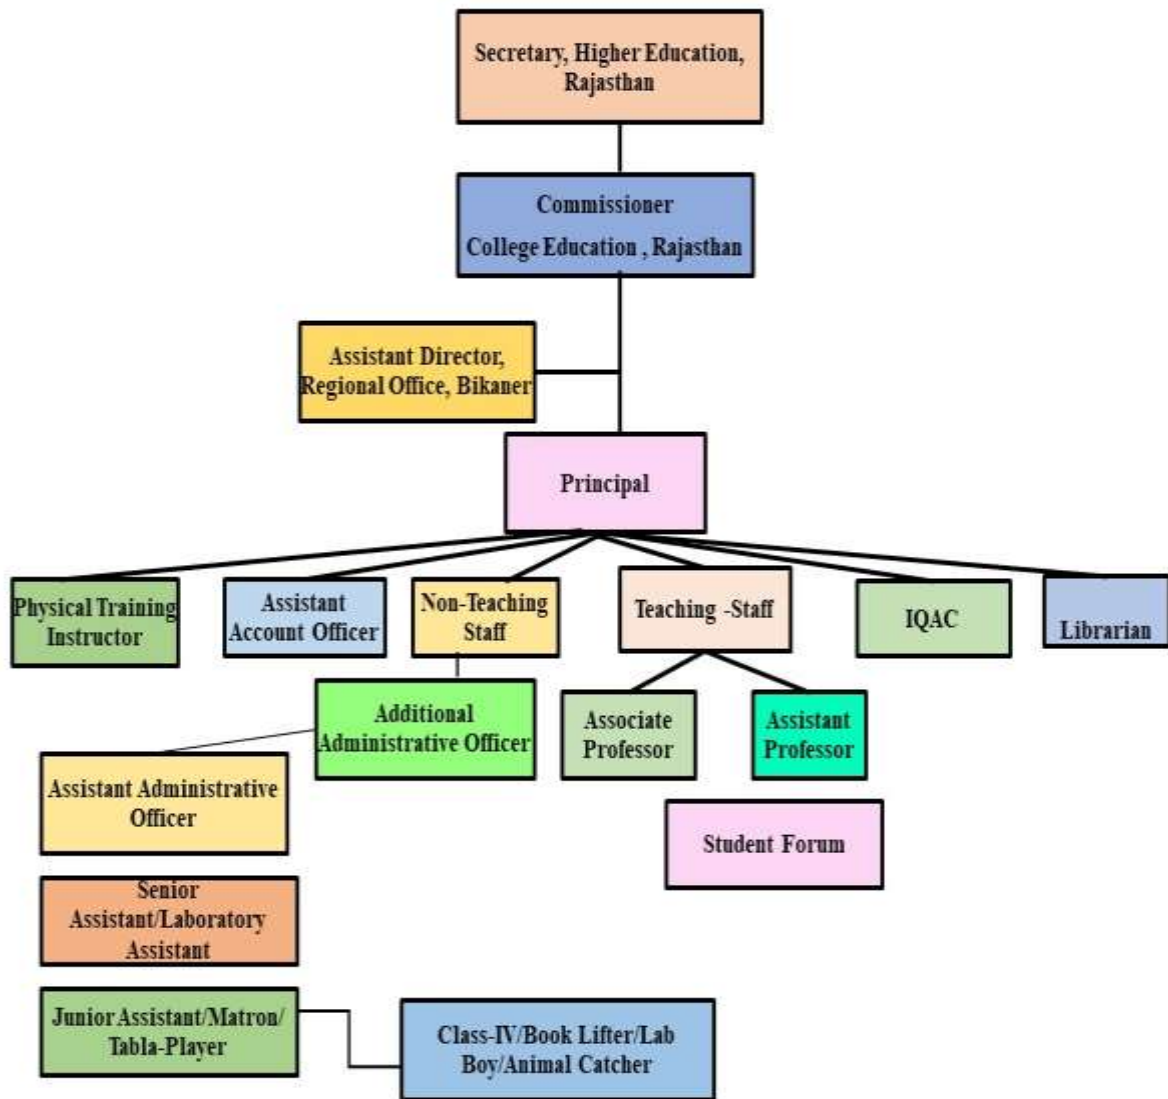 Secretary, Higher Education,
Rajasthan
Commissioner
College Education , Rajasthan
Assistant Director,
Regional Office, Bikaner
Principal
Physical Training
Instructor
Assistant
Account Officer
Non-Teaching
Staff
Teaching -Staff
IQAC
Librarian
Additional
Administrative Officer
Associate
Professor
Assistant
Professor
Assistant Administrative
Officer
Student Forum
Senior
Assistant/Laboratory
Assistant
Junior Assistant/Matron/
Tabla-Player
Class-IV/Book Lifter/Lab
Boy/Animal Catcher